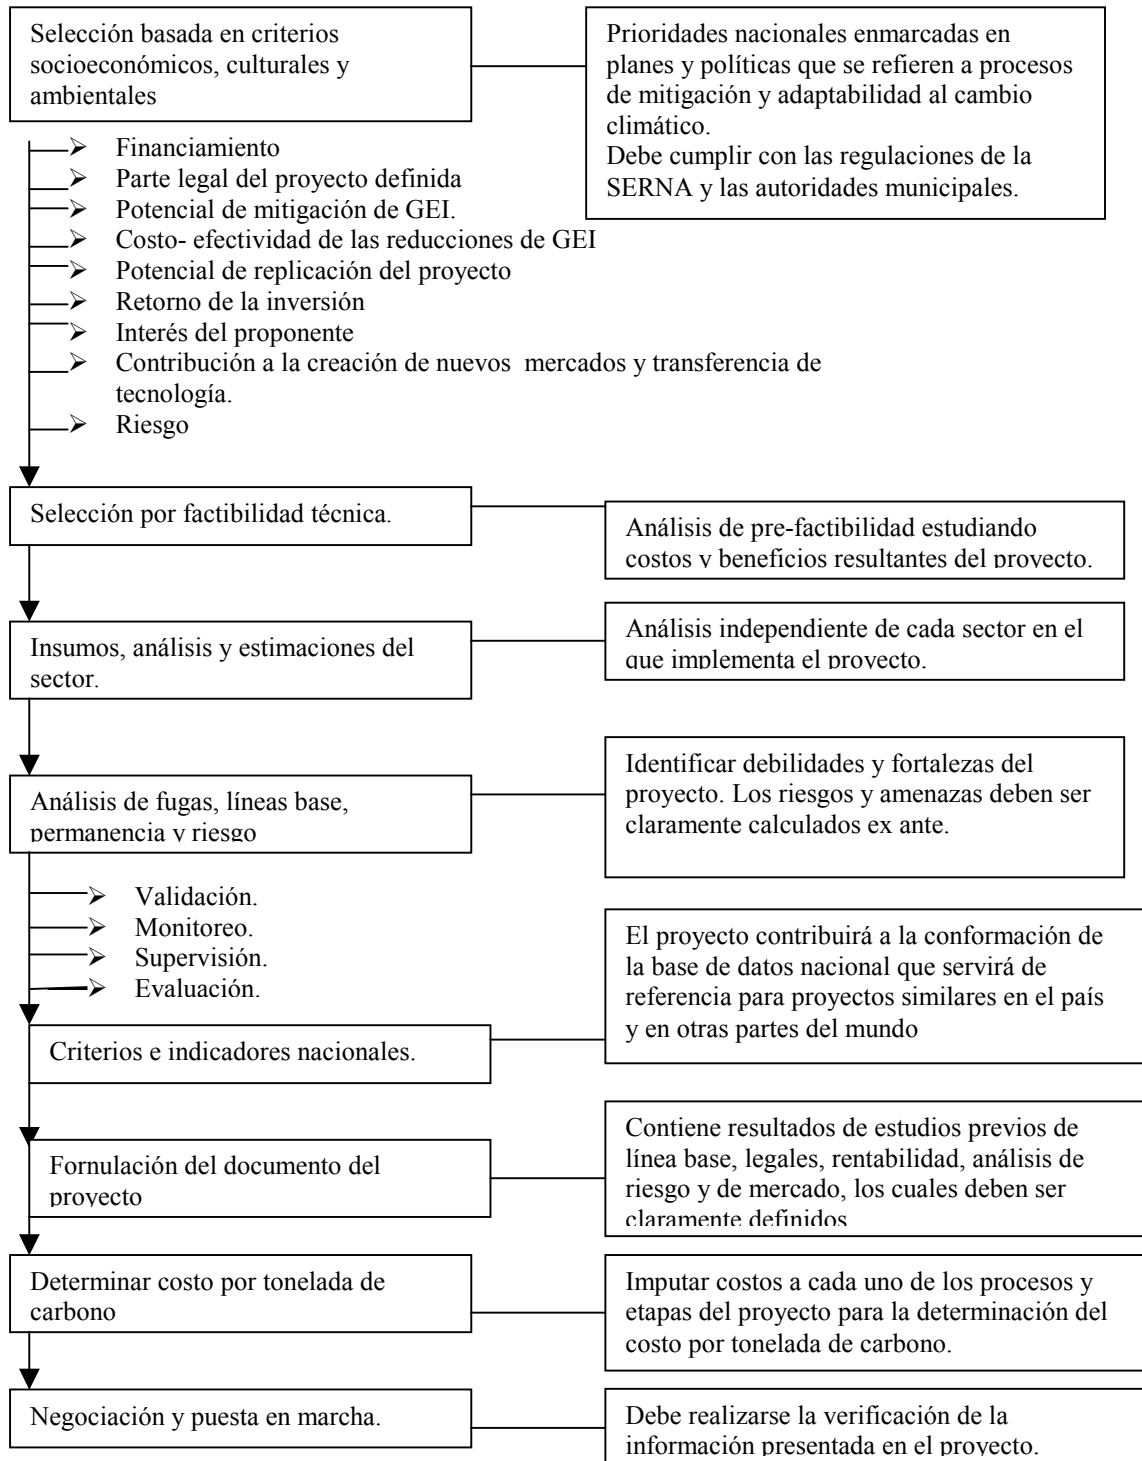 Selección basada en criterios
socioeconómicos, culturales y
ambientales
Prioridades nacionales enmarcadas en
planes y políticas que se refieren a procesos
de mitigación y adaptabilidad al cambio
climático.
Debe cumplir con las regulaciones de la
SERNA y las autoridades municipales.
Financiamiento
Parte legal del proyecto definida
Potencial de mitigación de GEI.
Costo- efectividad de las reducciones de GEI
Potencial de replicación del proyecto
Retorno de la inversión
Interés del proponente
Contribución a la creación de nuevos mercados y transferencia de
tecnología.
Riesgo
Selección por factibilidad técnica.
Análisis de pre-factibilidad estudiando
costos y beneficios resultantes del proyecto.
Insumos, análisis y estimaciones del
sector.
Análisis independiente de cada sector en el
que implementa el proyecto.
Análisis de fugas, líneas base,
permanencia y riesgo
Identificar debilidades y fortalezas del
proyecto. Los riesgos y amenazas deben ser
claramente calculados ex ante.
Validación.
Monitoreo.
Supervisión.
Evaluación.
El proyecto contribuirá a la conformación de
la base de datos nacional que servirá de
referencia para proyectos similares en el país
y en otras partes del mundo
Criterios e indicadores nacionales.
Fornulación del documento del
proyecto
Contiene resultados de estudios previos de
línea base, legales, rentabilidad, análisis de
riesgo y de mercado, los cuales deben ser
claramente definidos
Determinar costo por tonelada de
carbono
Imputar costos a cada uno de los procesos y
etapas del proyecto para la determinación del
costo por tonelada de carbono.
Negociación y puesta en marcha.
Debe realizarse la verificación de la
información presentada en el proyecto.